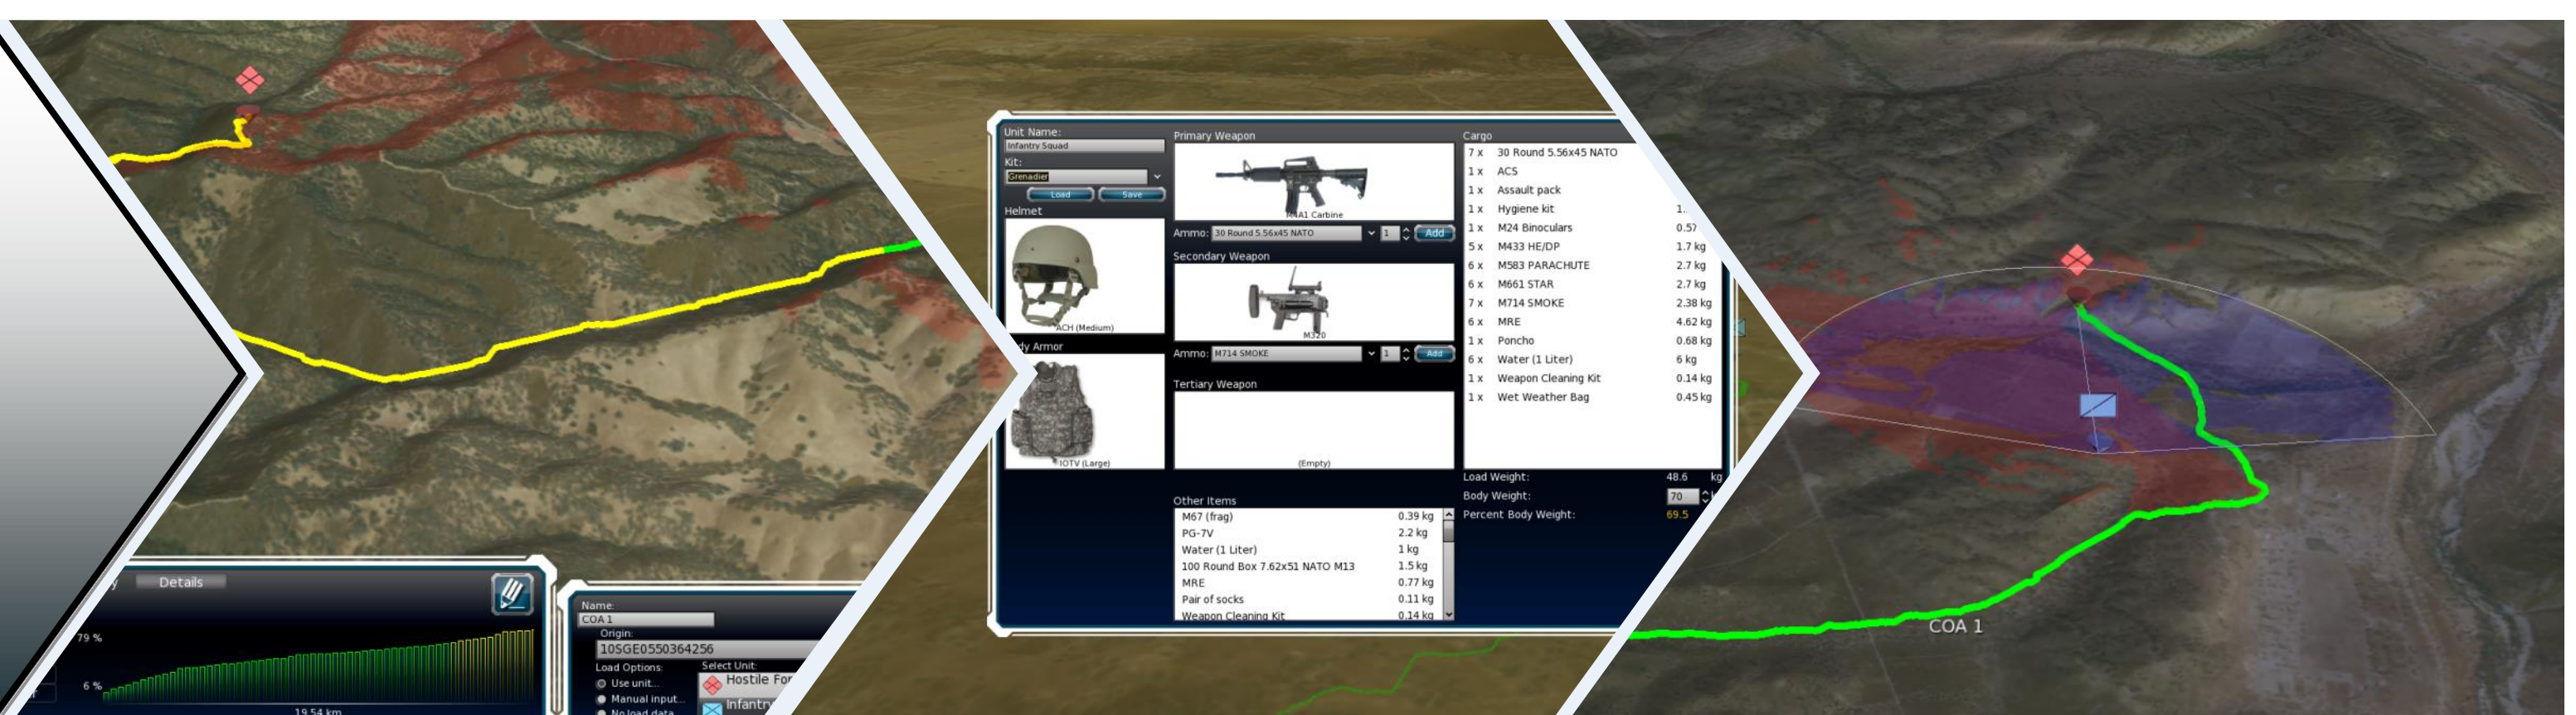 Details
79 %
6 %
19.54 km
Name:
COA 1
Origin:
10SGE0550364256
Load Options:
Select Unit:
Use unit...
Hostile
Manual input...
Infantry
No load data
Unit Name:
Infantry Squad
Kit:
Grenadier
Load
Save
Helmet
ACH (Medium)
Armor
IOTV (Large)
Primary Weapon
Carbine
Ammo: 30 Round 5.56x45 NATO 1 Add
Secondary Weapon
M320
Ammo: M714 SMOKE 1 Add
Tertiary Weapon
(Empty)
Other Items
M67 (frag) 0.39 kg
PG-7V 2.2 kg
Water (1 Liter) 1 kg
100 Round Box 7.62x51 NATO M13 1.5 kg
MRE 0.77 kg
Pair of socks 0.11 kg
Weapon Cleaning Kit 0.14 kg
Cargo
7 x 30 Round 5.56x45 NATO
1 x ACS
1 x Assault pack
1 x Hygiene kit 1.
1 x M24 Binoculars 0.57
5 x M433 HE/DP 1.7 kg
6 x M583 PARACHUTE 2.7 kg
6 x M661 STAR 2.7 kg
7 x M714 SMOKE 2.38 kg
6 x MRE 4.62 kg
1 x Poncho 0.68 kg
6 x Water (1 Liter) 6 kg
1 x Weapon Cleaning Kit 0.14 kg
1 x Wet Weather Bag 0.45 kg
Load Weight: 48.6 kg
Body Weight: 70
Percent Body Weight: 69.5
COA 1